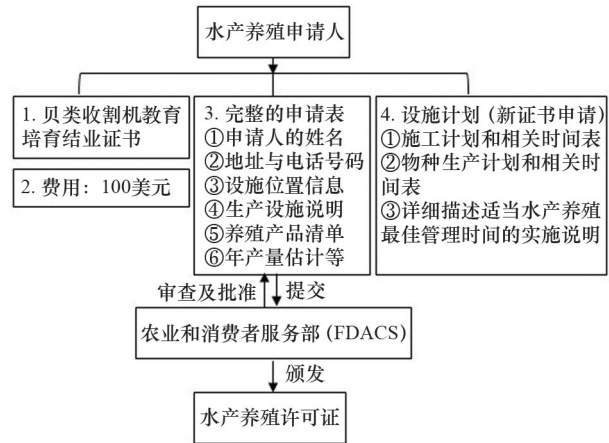 水产养殖申请人
1. 贝类收割机教育
培育结业证书
2. 费用：100美元
3. 完整的申请表
①申请人的姓名
②地址与电话号码
③设施位置信息
④生产设施说明
⑤养殖产品清单
⑥年产量估计等
4. 设施计划 (新证书申请)
①施工计划和相关时间表
②物种生产计划和相关时
间表
③详细描述适当水产养殖
最佳管理时间的实施说明
审查及批准
提交
农业和消费者服务部 (FDACS)
颁发
水产养殖许可证